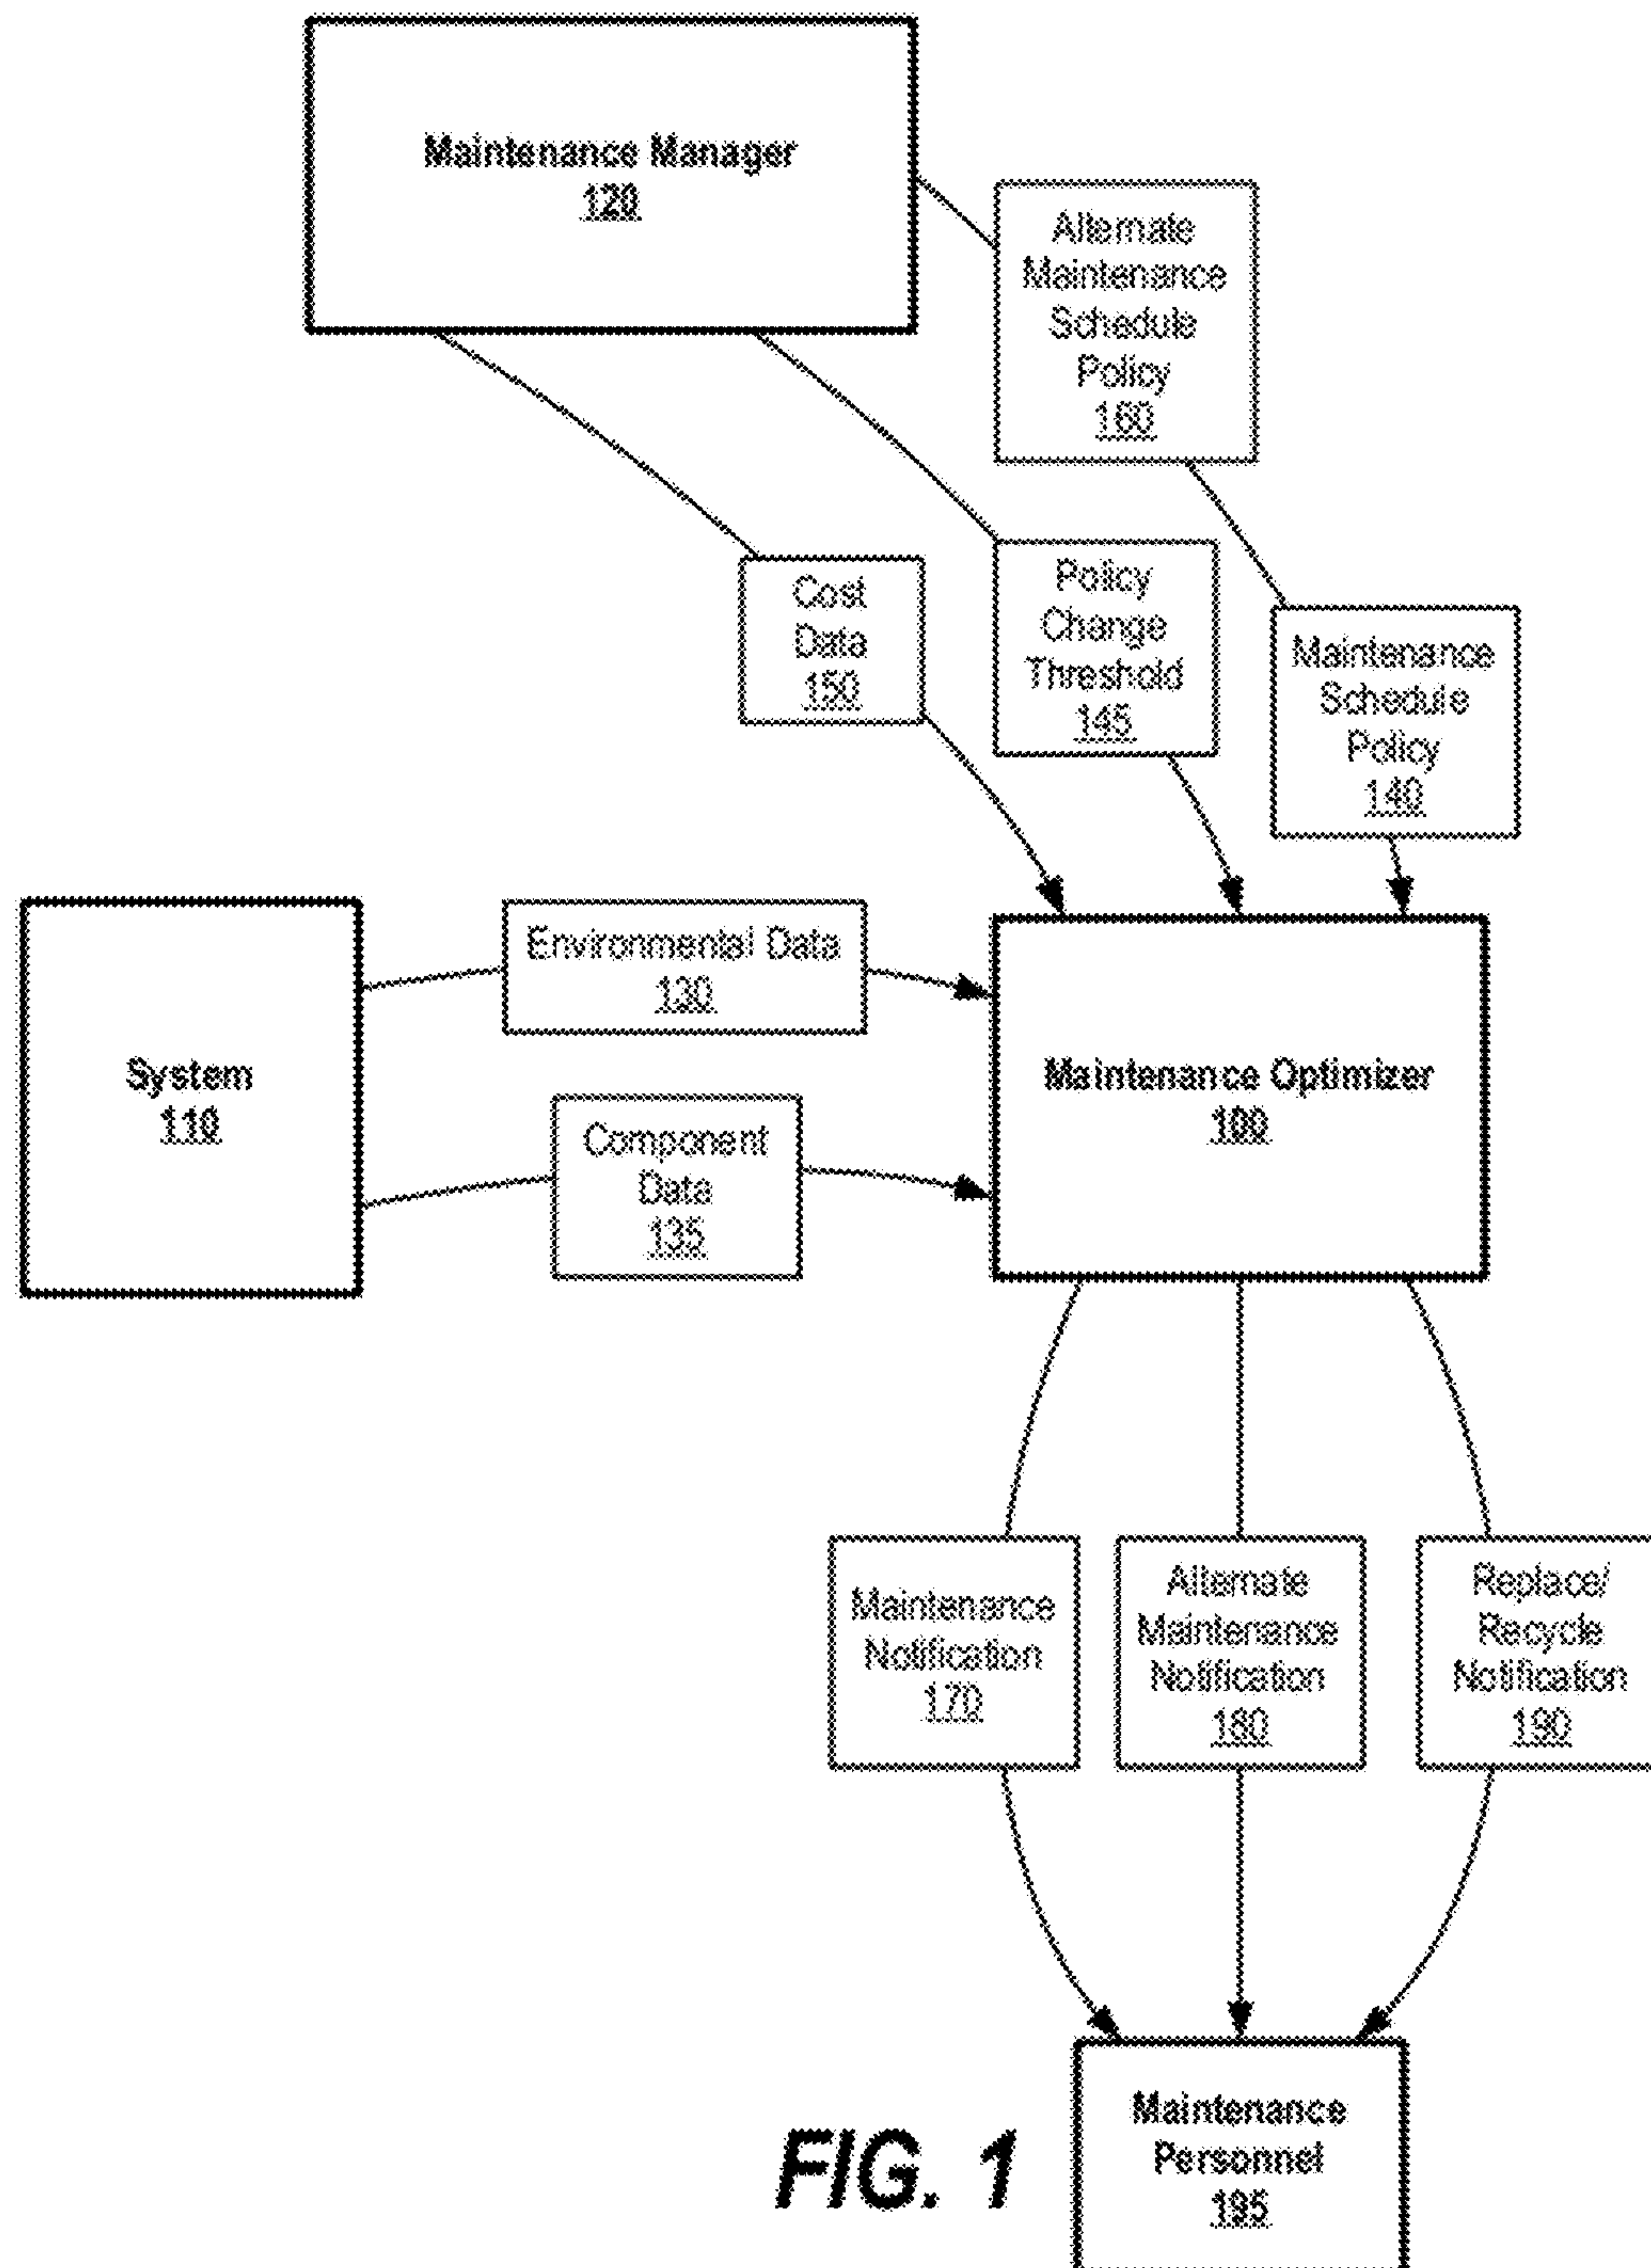 Maintenance Manager
120
Alternate
Maintenance
Schedule
Policy
160
Cost
Data
150
Policy
Change
Threshold
145
Maintenance
Schedule
Policy
140
System
110
Environmental Data
130
Component
Data
135
Maintenance Optimizer
100
Maintenance
Notification
170
Alternate
Maintenance
Notification
180
Replace/
Recycle
Notification
190
Maintenance
Personnel
195
FIG. 1